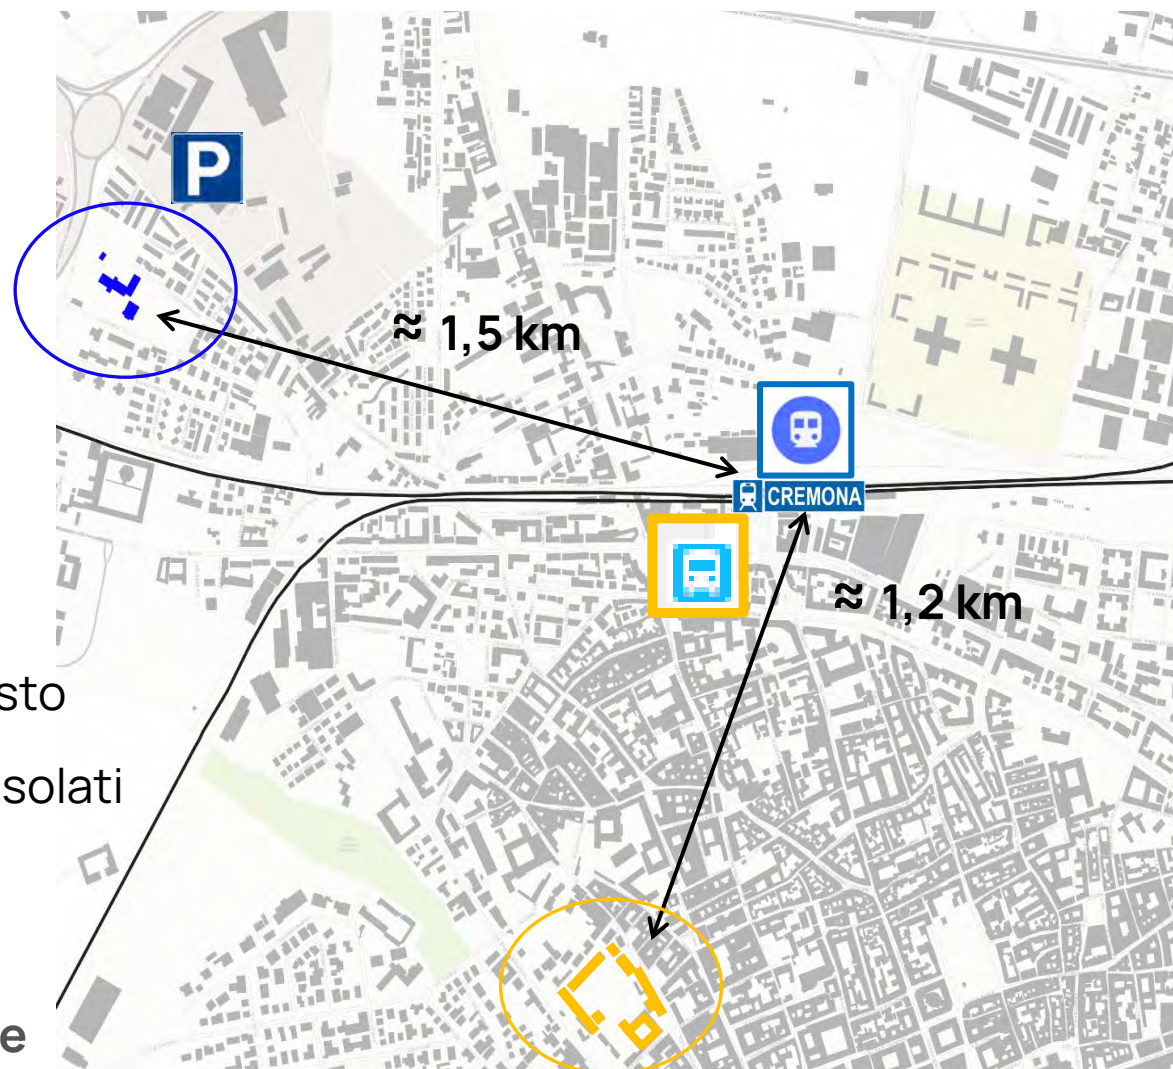 P
≈ 1,5 km
CREMONA
≈ 1,2 km
sto
solati
e